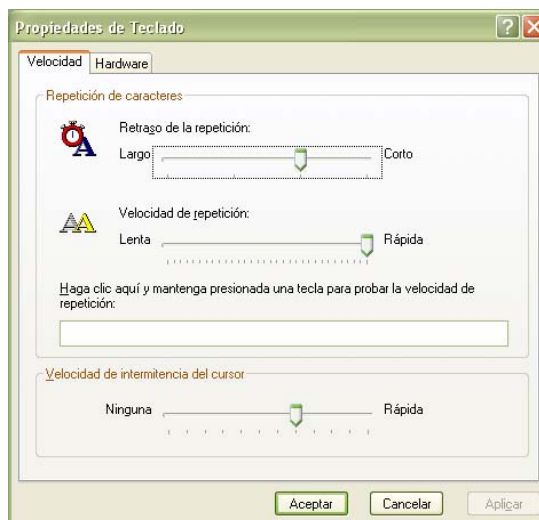 Propiedades de Teclado
Velocidad
Hardware
Repetición de caracteres
Retraso de la repetición:
Largo Corto
Velocidad de repetición:
Lenta Rápida
Haga clic aquí y mantenga presionada una tecla para probar la velocidad de
repetición:
Velocidad de intermitencia del cursor
Ninguna Rápida
Aceptar Cancelar Aplicar